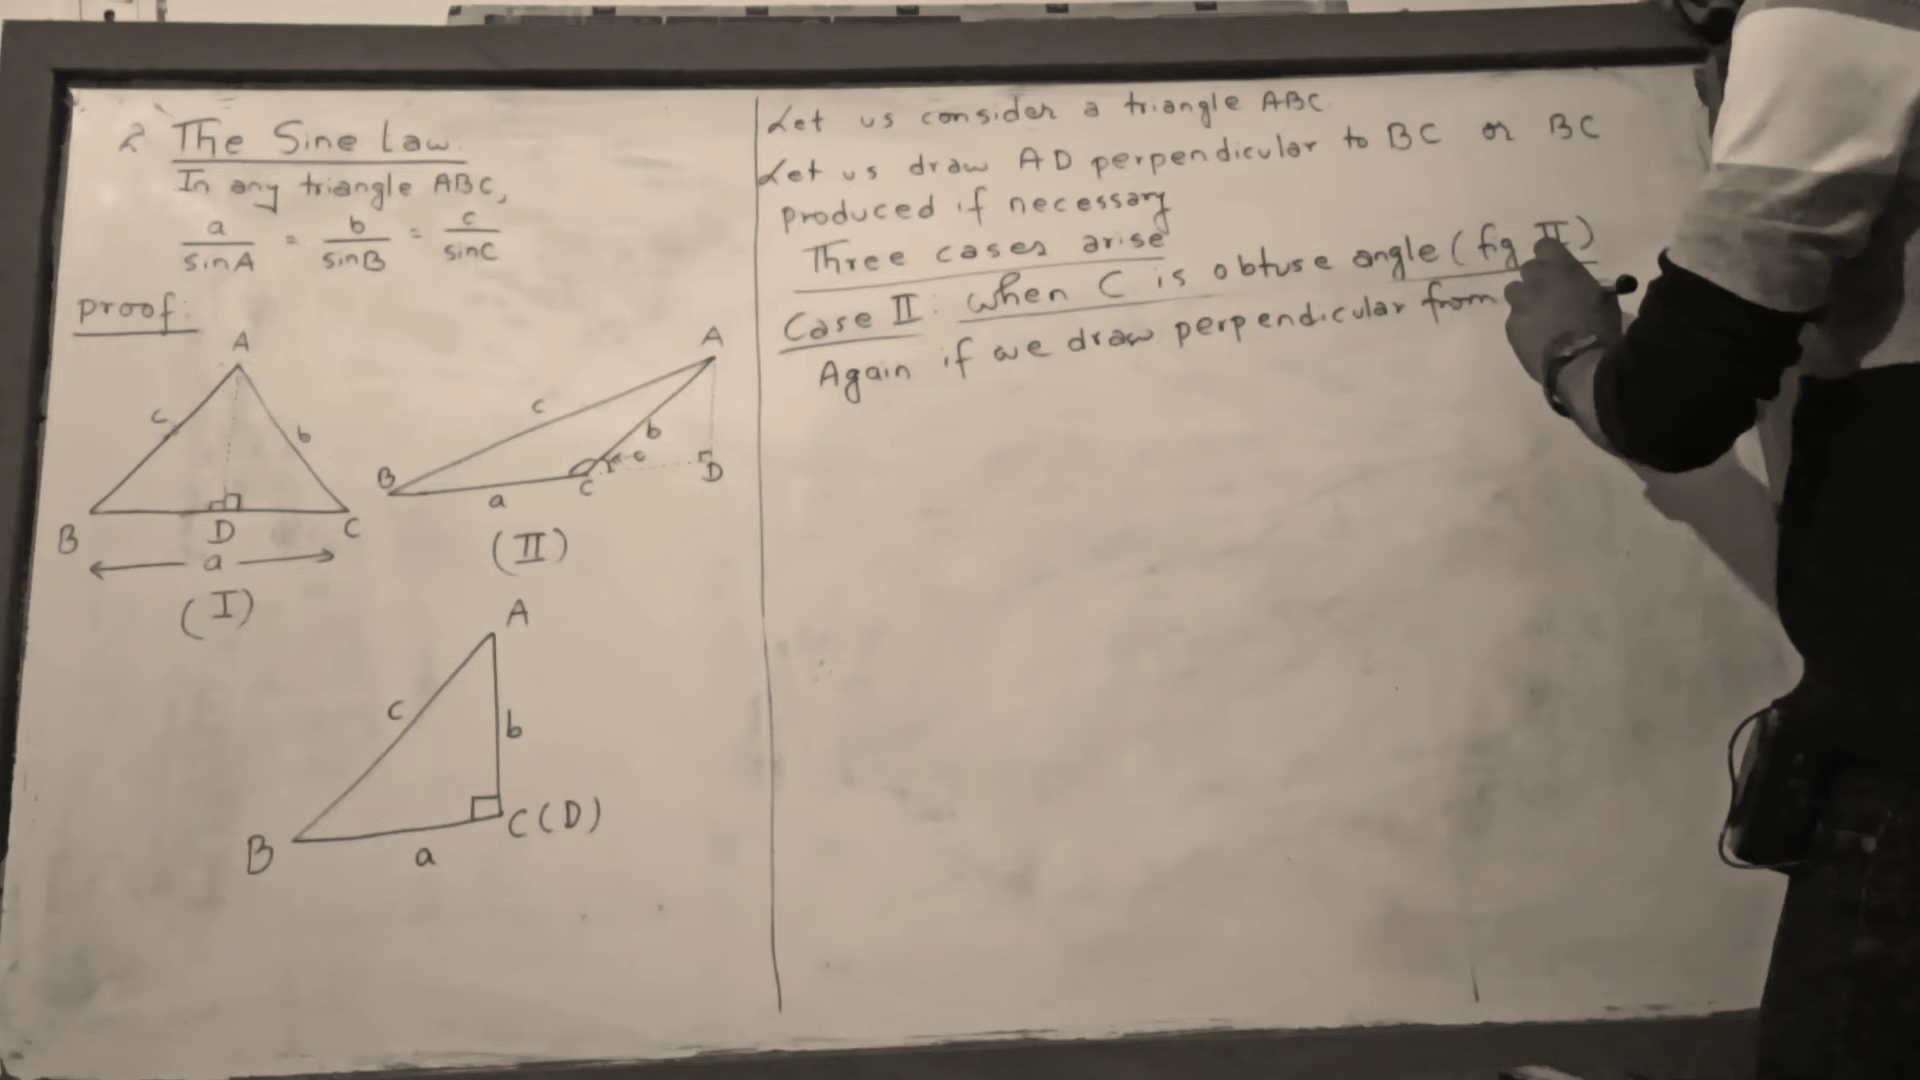 2 The Sine Law.
In any triangle ABC,
a/sinA = b/sinB = c/sinC
Proof:
A
c
b
B
D
C
a
(I)
A
c
b
B
a
C
π-c
D
(II)
A
c
b
B
a
C(D)
Let us consider a triangle ABC.
Let us draw AD perpendicular to BC or BC
produced if necessary
Three cases arise
Case II: when C is obtuse angle (fig II)
Again if we draw perpendicular from